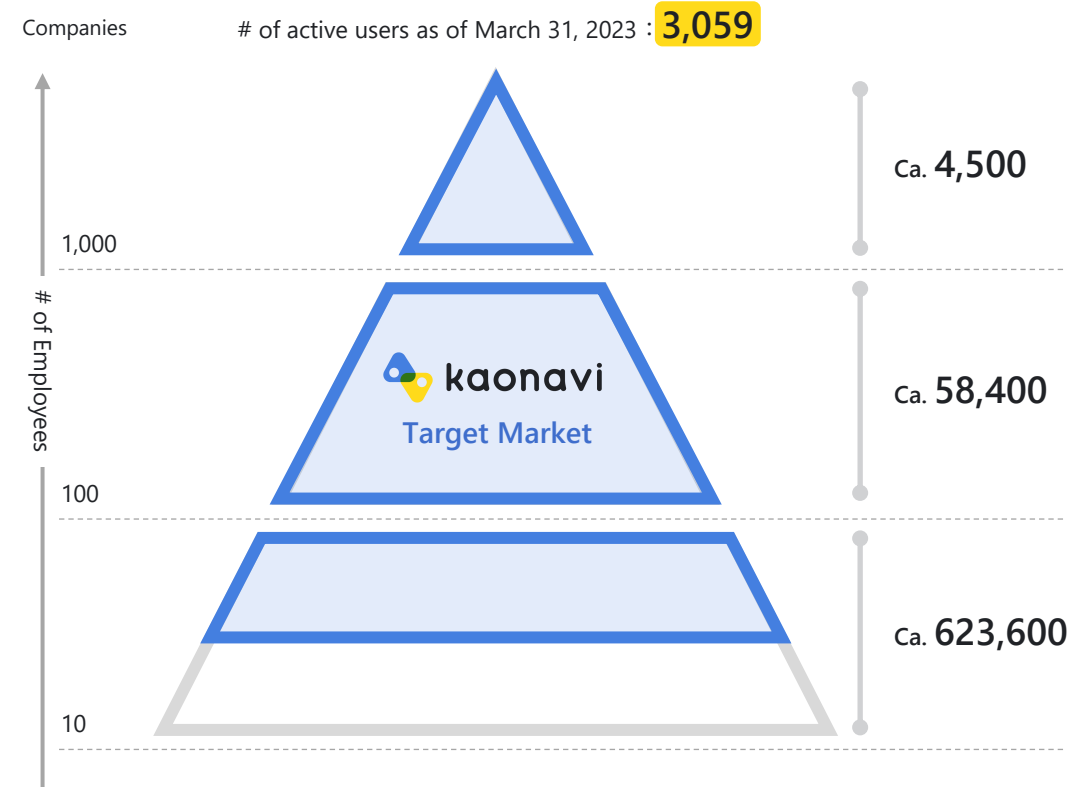 Companies
# of active users as of March 31, 2023 : 3,059
Ca. 4,500
1,000
# of Employees
kaonavi
Target Market
Ca. 58,400
100
Ca. 623,600
10